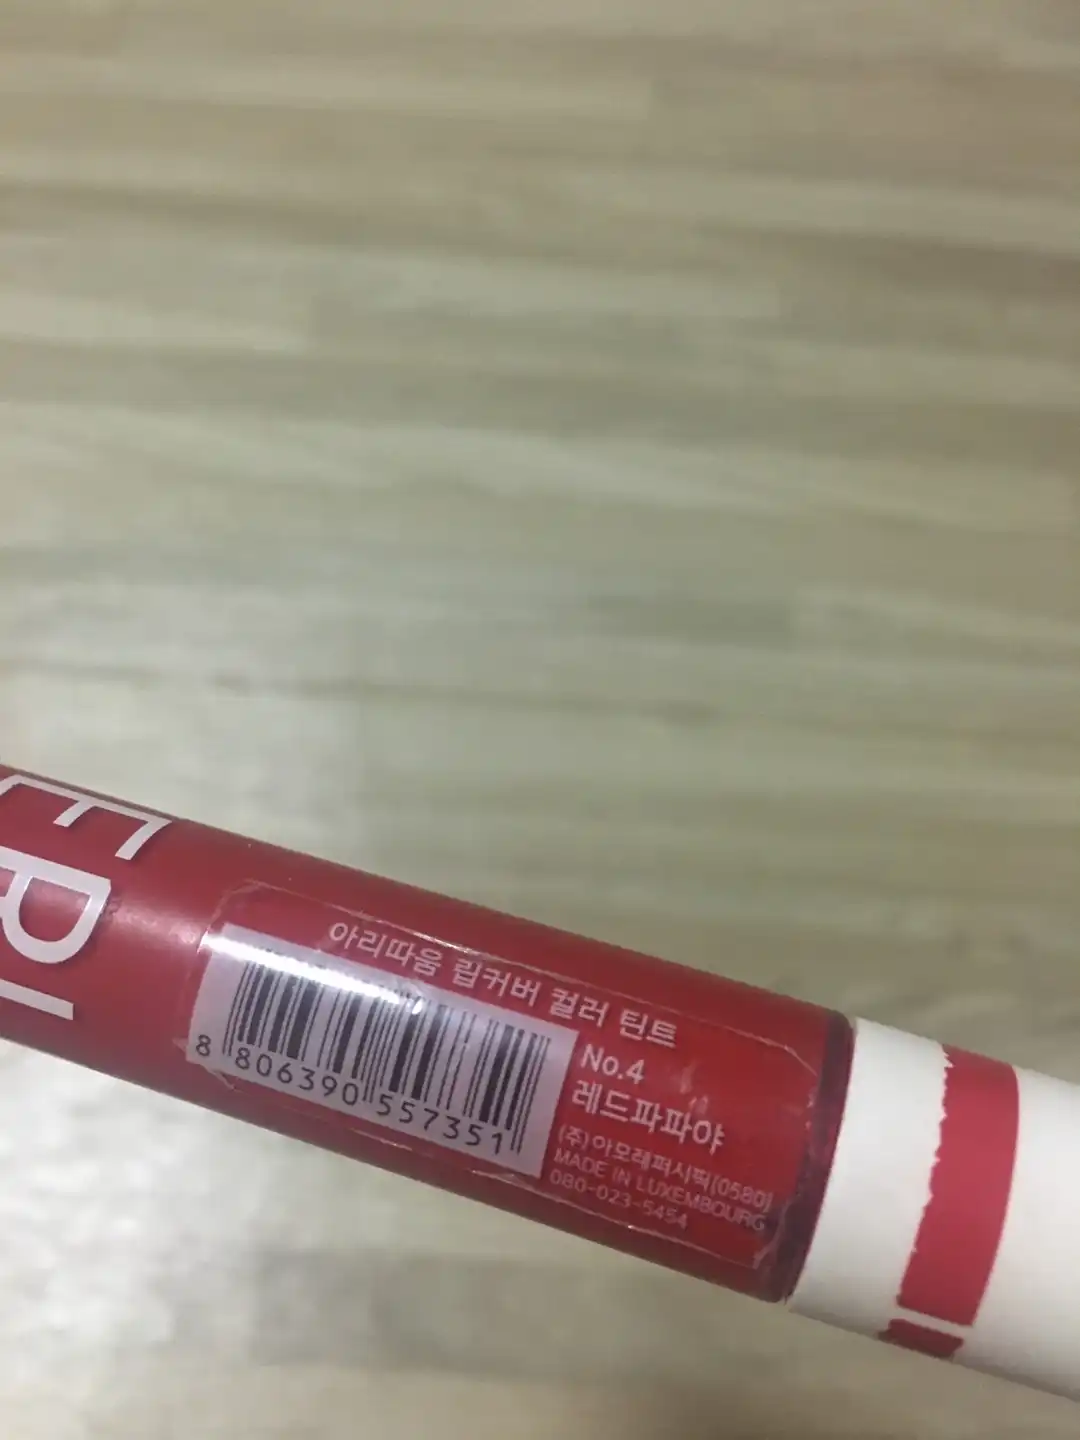 ERI
아리따움 립커버 컬러 틴트
No.4
레드파파야
(주)아모레퍼시픽(0580)
MADE IN LUXEMBOURG
080-023-5454
8 806390 557351